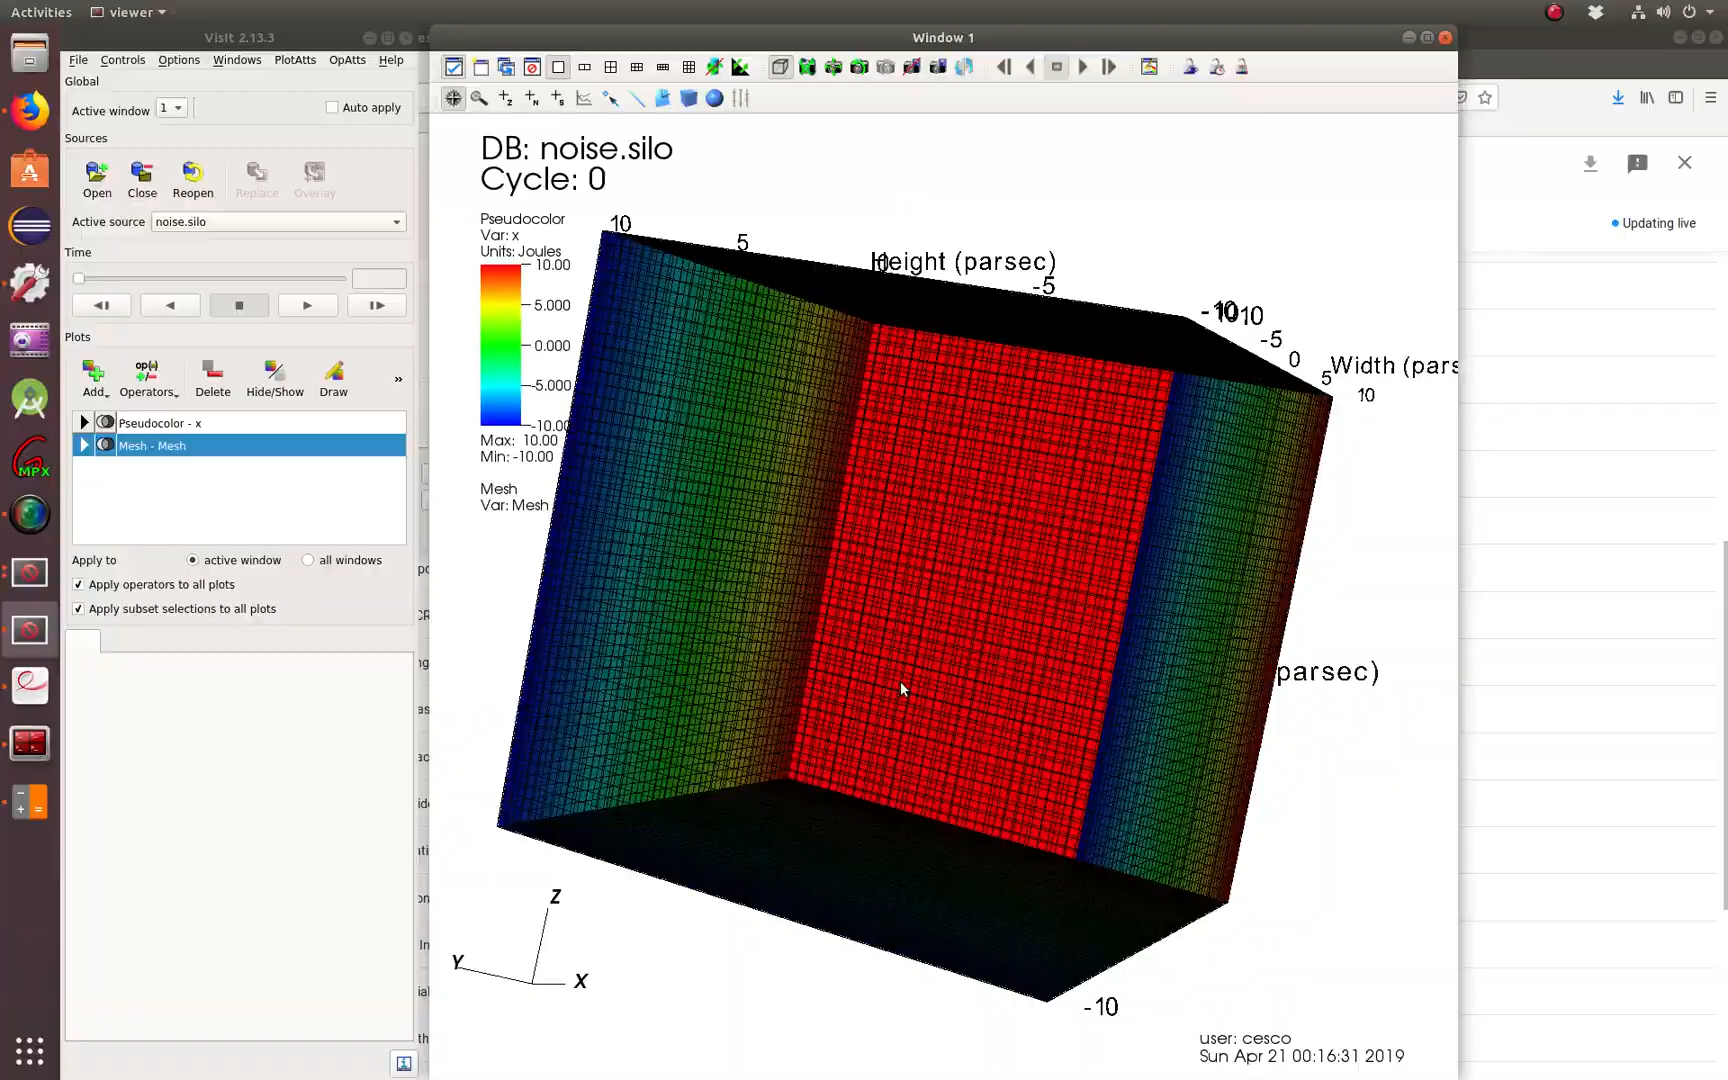 Activities
viewer
VisIt 2.13.3
Window 1
File Controls Options Windows PlotAtts OpAtts Help
Global
Active window 1 Auto apply
Sources
Open Close Reopen Replace Overlay
Active source noise.silo
Time
Plots
Add Operators Delete Hide/Show Draw »
Pseudocolor - x
Mesh - Mesh
Apply to active window all windows
Apply operators to all plots
Apply subset selections to all plots
DB: noise.silo
Cycle: 0
Pseudocolor
Var: x
Units: Joules
10.00
5.000
0.000
-5.000
-10.00
Max: 10.00
Min: -10.00
Mesh
Var: Mesh
10
5
Height (parsec)
-5
-10
10
-5
0
5
10
Width (pars
parsec)
-10
Z
Y
X
user: cesco
Sun Apr 21 00:16:31 2019
Updating live
MPX